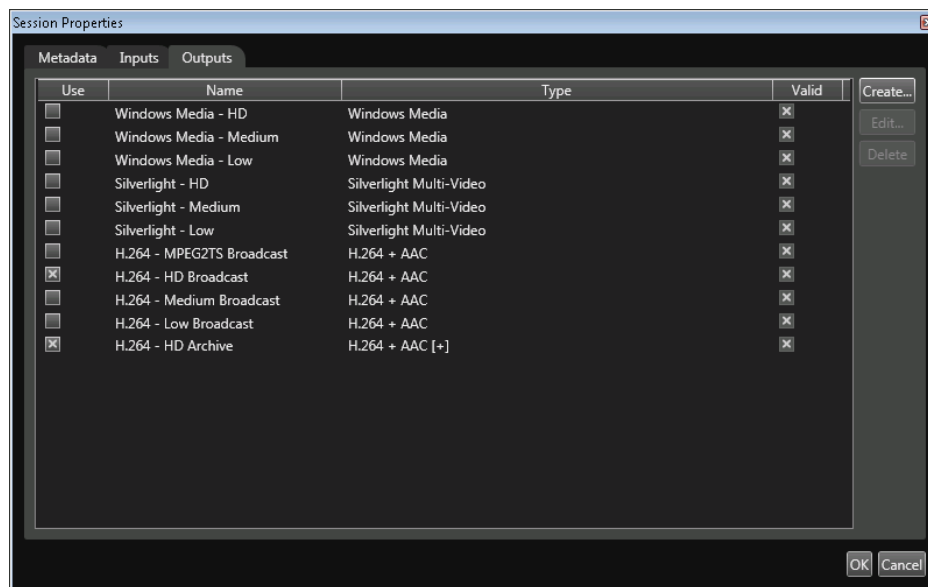 Session Properties
Metadata Inputs Outputs
Use Name Type Valid
Create...
Windows Media - HD Windows Media
Edit...
Windows Media - Medium Windows Media
Windows Media - Low Windows Media
Delete
Silverlight - HD Silverlight Multi-Video
Silverlight - Medium Silverlight Multi-Video
Silverlight - Low Silverlight Multi-Video
H.264 - MPEG2TS Broadcast H.264 + AAC
H.264 - HD Broadcast H.264 + AAC
H.264 - Medium Broadcast H.264 + AAC
H.264 - Low Broadcast H.264 + AAC
H.264 - HD Archive H.264 + AAC [+]
OK Cancel